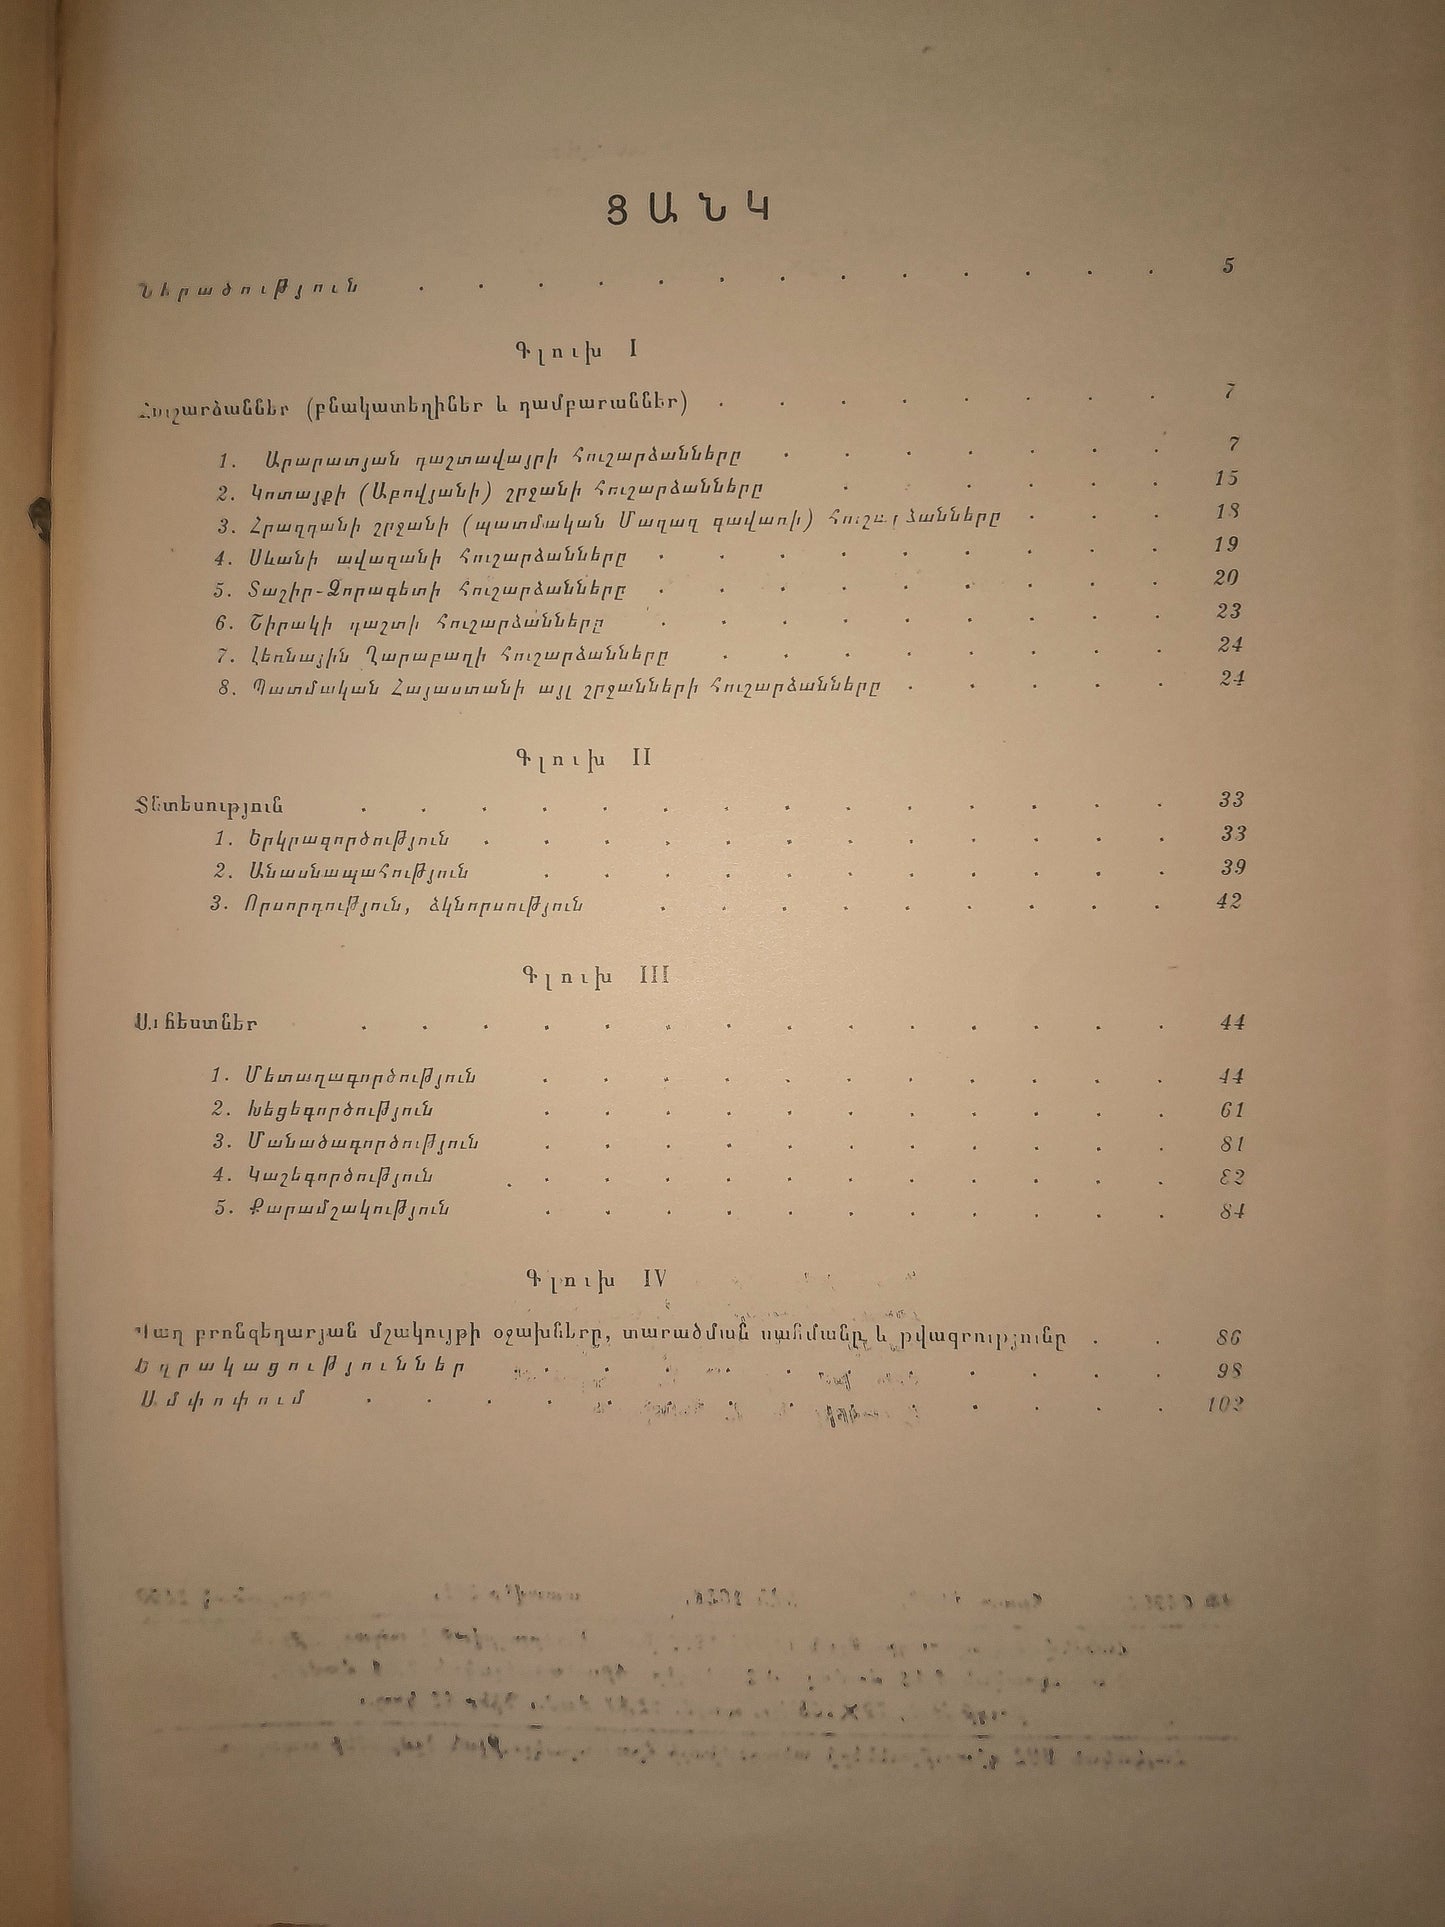 ՑԱՆԿ
Ներածություն . . . . . . . . . . . . . 5
Գլուխ I
Հուշարձաններ (բնակատեղիներ և դամբարաններ) . . . . . . . . 7
1. Արարատյան դաշտավայրի հուշարձանները . . . . . . . 7
2. Կոտայքի (Աբովյանի) շրջանի հուշարձանները . . . . . . 15
3. Հրազդանի շրջանի (պատմական Մազազ գավառի) հուշարձանները . . . 18
4. Սևանի ավազանի հուշարձանները . . . . . . . . . 19
5. Տաշիր-Ձորագետի հուշարձանները . . . . . . . . . 20
6. Շիրակի դաշտի հուշարձանները . . . . . . . . . 23
7. Լեռնային Ղարաբաղի հուշարձանները . . . . . . . . 24
8. Պատմական Հայաստանի այլ շրջանների հուշարձանները . . . . . 24
Գլուխ II
Տնտեսություն . . . . . . . . . . . . . . 33
1. Երկրագործություն . . . . . . . . . . . . 33
2. Անասնապահություն . . . . . . . . . . . 39
3. Որսորդություն, ձկնորսություն . . . . . . . . 42
Գլուխ III
Արհեստներ . . . . . . . . . . . . . . 44
1. Մետաղագործություն . . . . . . . . . . . 44
2. Խեցեգործություն . . . . . . . . . . . 61
3. Մանածագործություն . . . . . . . . . . . 81
4. Կաշեգործություն . . . . . . . . . . . . 82
5. Քարամշակություն . . . . . . . . . . . 84
Գլուխ IV
Վաղ բրոնզեդարյան մշակույթի օջախները, տարածման սահմանը և թվագրությունը . . 86
Եզրակացություններ . . . . . . . . . . . 98
Ամփոփում . . . . . . . . . . . . . . 102